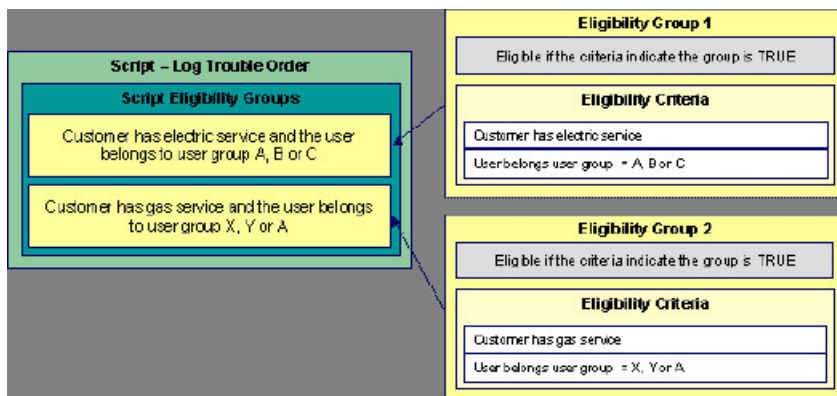 Script – Log Trouble Order
Script Eligibility Groups
Customer has electric service and the user
belongs to user group A, B or C
Customer has gas service and the user belongs
to user group X, Y or A
Eligibility Group 1
Eligible if the criteria indicate the group is TRUE
Eligibility Criteria
Customer has electric service
User belongs user group = A, B or C
Eligibility Group 2
Eligible if the criteria indicate the group is TRUE
Eligibility Criteria
Customer has gas service
User belongs user group = X, Y or A